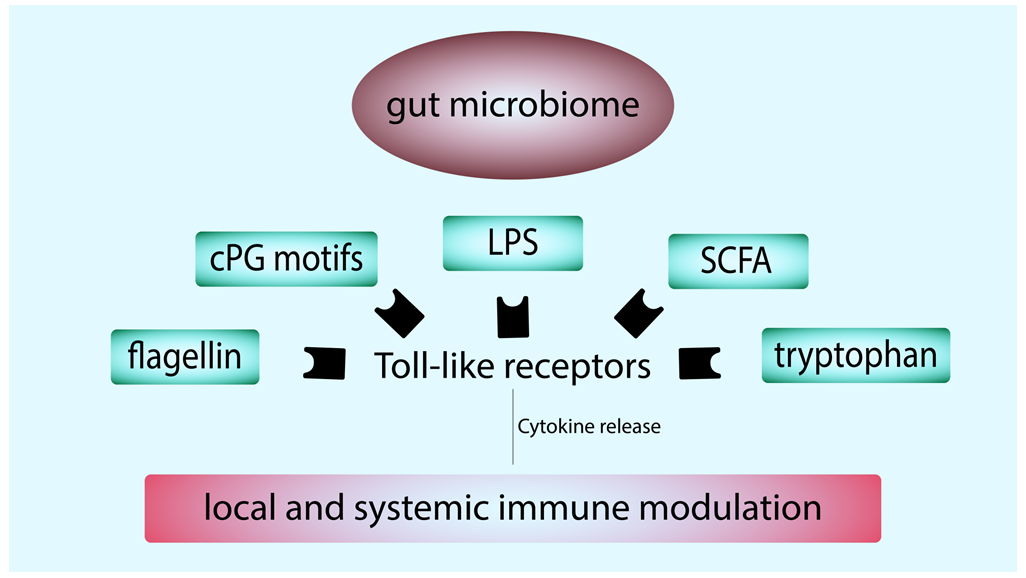 gut microbiome
LPS
cPG motifs
SCFA
flagellin
Toll-like receptors
tryptophan
Cytokine release
local and systemic immune modulation